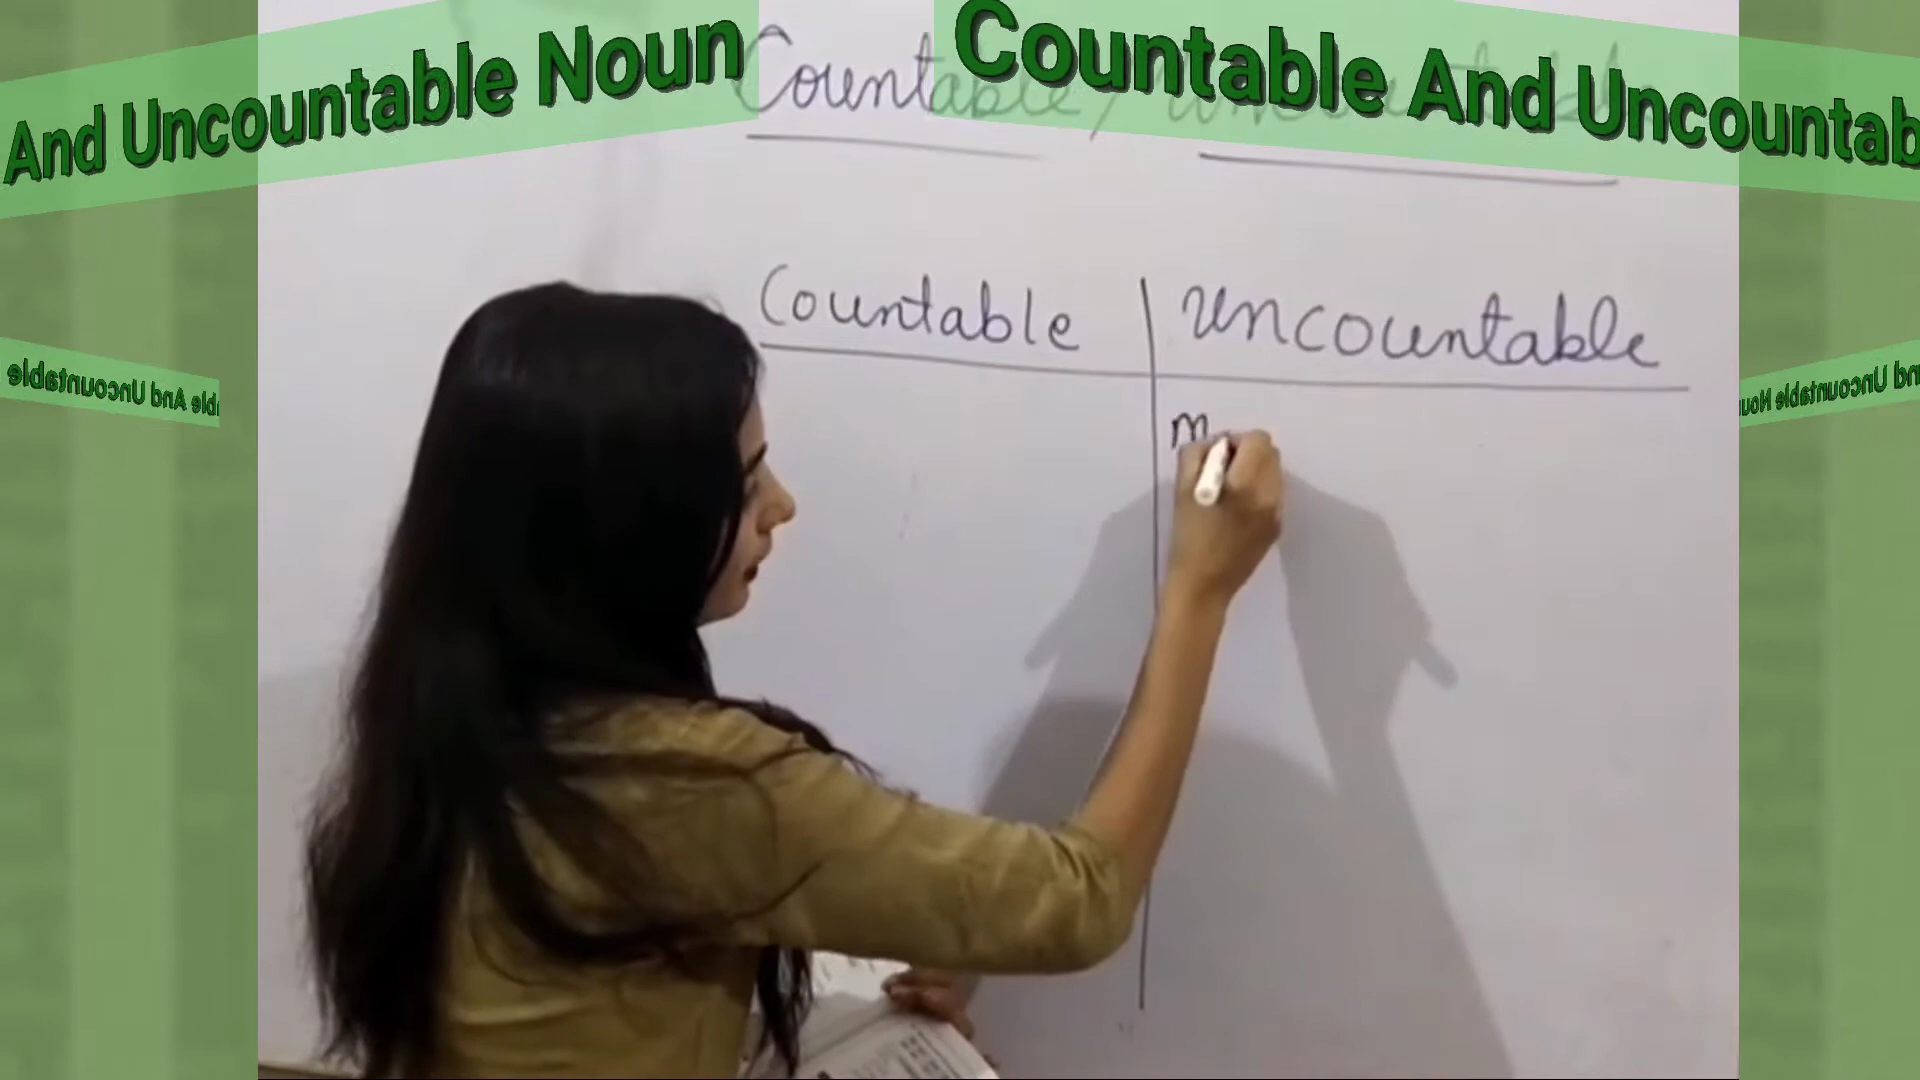 And Uncountable Noun
Countable And Uncountab
Countable /
Countable
uncountable
m
ble And Uncountable
nd Uncountable Nou